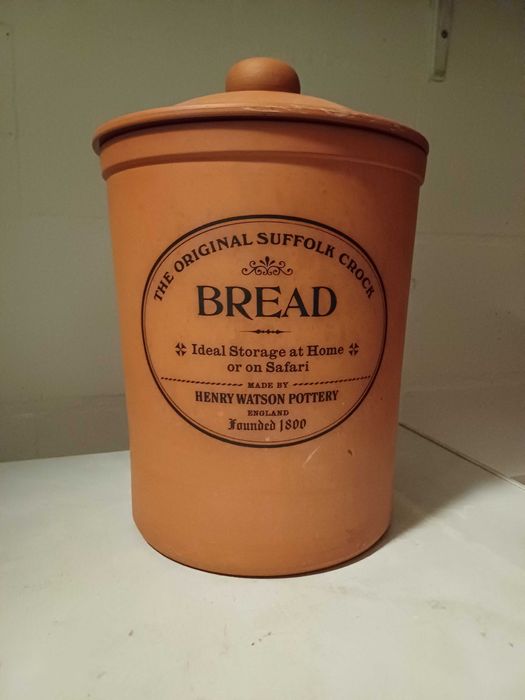 THE ORIGINAL SUFFOLK CROCK
BREAD
Ideal Storage at Home
or on Safari
MADE BY
HENRY WATSON POTTERY
ENGLAND
Founded 1800